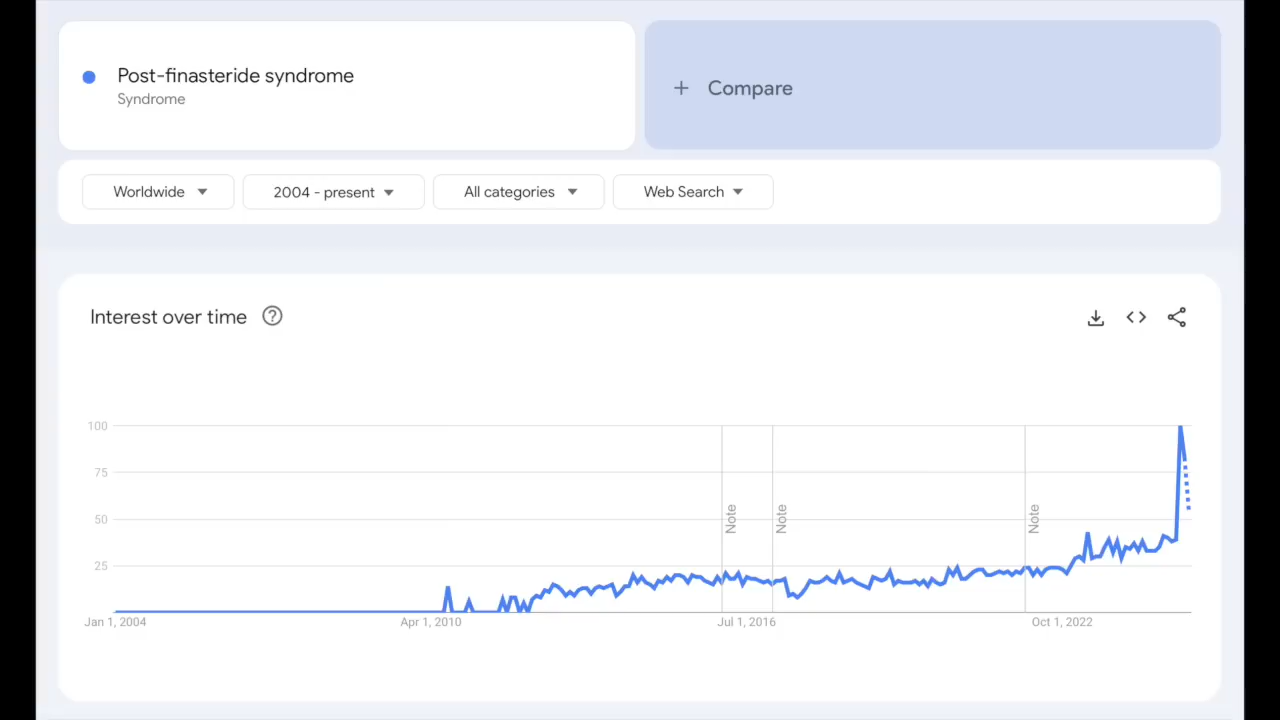 Post-finasteride syndrome
Syndrome
+ Compare
Worldwide
2004 - present
All categories
Web Search
Interest over time
100
75
50
25
Note
Note
Note
Jan 1, 2004
Apr 1, 2010
Jul 1, 2016
Oct 1, 2022